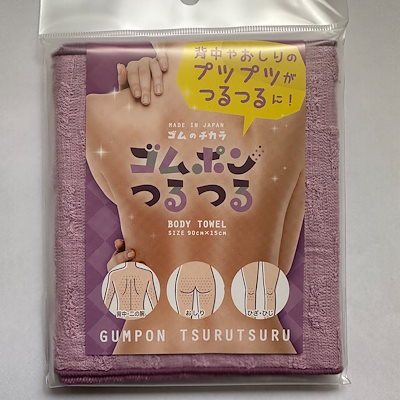 背中やおしりの
プツプツが
つるつるに!
MADE IN JAPAN
ゴムのチカラ
ゴムポン
つるつる
BODY TOWEL
SIZE 90cm×15cm
背中・二の腕
おしり
ひざ・ひじ
GUMPON TSURUTSURU